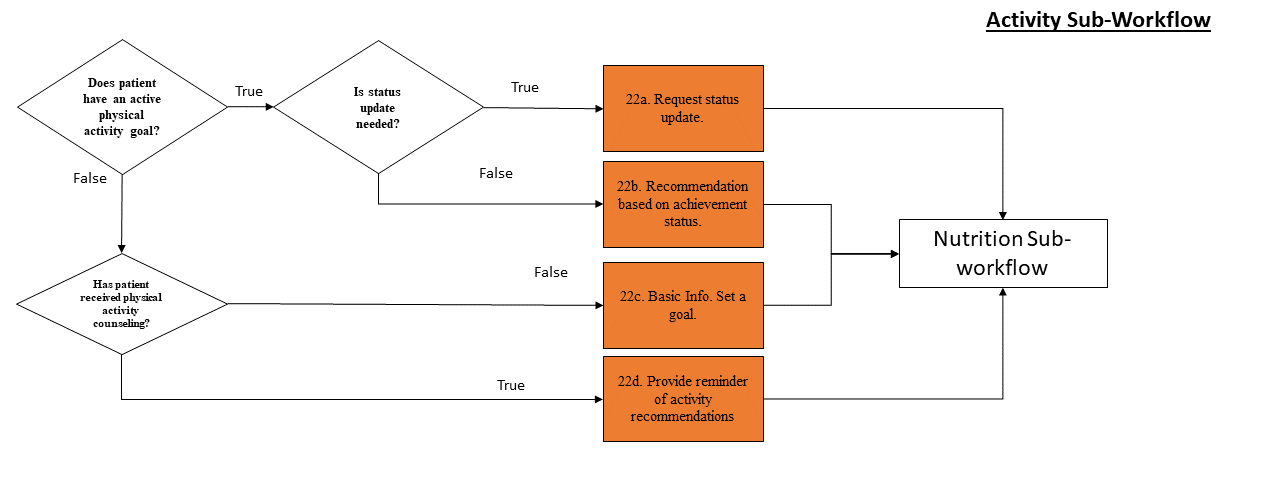 Activity Sub-Workflow
Does patient
have an active
physical
activity goal?
True
Is status
update
needed?
True
22a. Request status
update.
False
False
22b. Recommendation
based on achievement
status.
Nutrition Sub-
workflow
Has patient
received physical
activity
counseling?
False
22c. Basic Info. Set a
goal.
True
22d. Provide reminder
of activity
recommendations